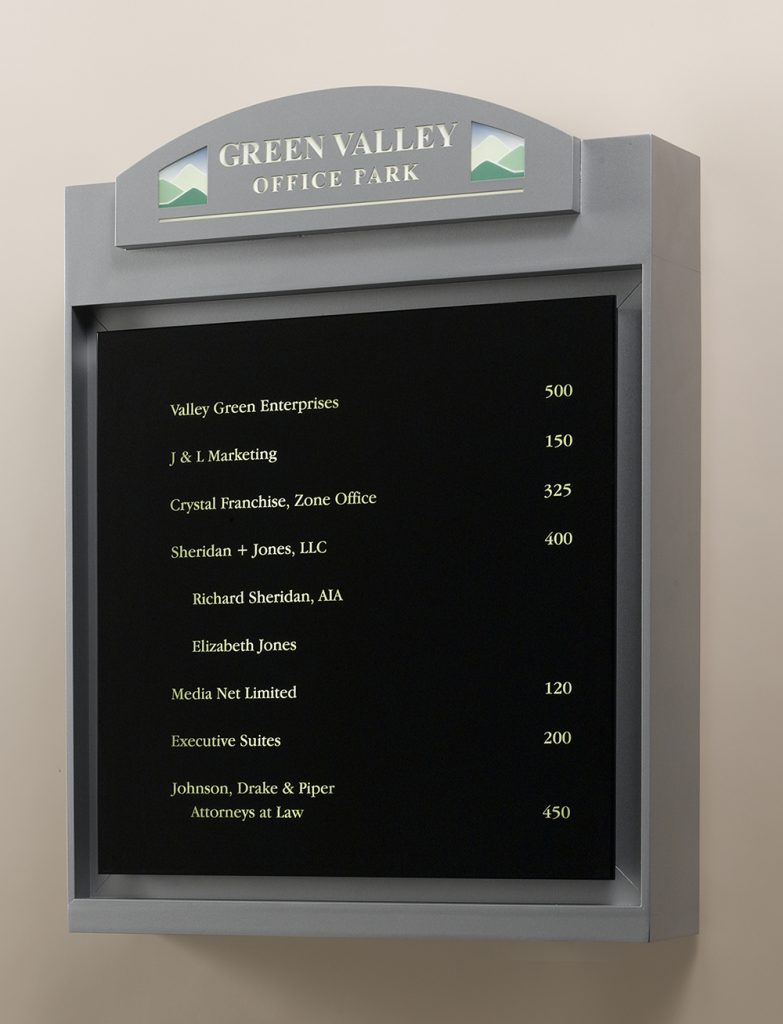 GREEN VALLEY
OFFICE PARK
Valley Green Enterprises 500
J & L Marketing 150
Crystal Franchise, Zone Office 325
Sheridan + Jones, LLC 400
Richard Sheridan, AIA
Elizabeth Jones
Media Net Limited 120
Executive Suites 200
Johnson, Drake & Piper
Attorneys at Law 450